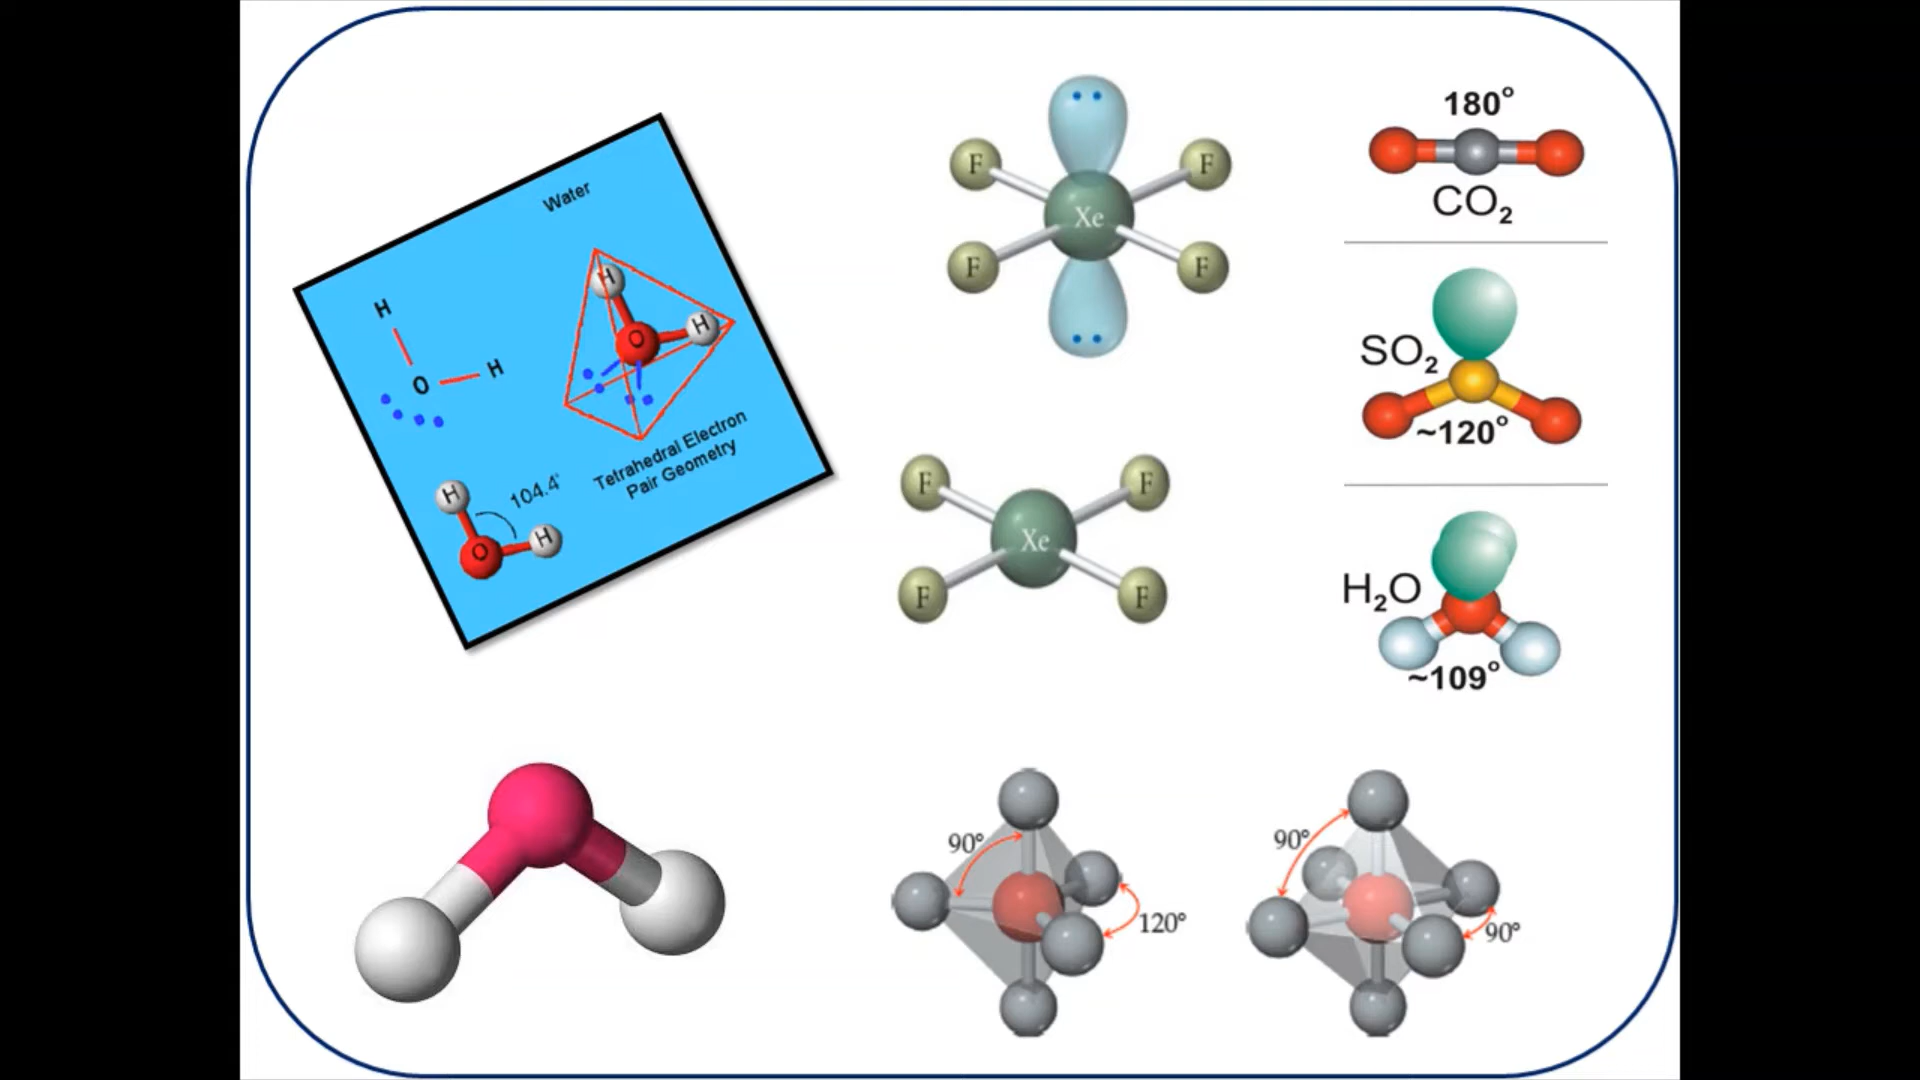 Water
H
H
O
H
H
O
Tetrahedral Electron
Pair Geometry
H
104.4°
H
O
F
F
Xe
F
F
F
F
Xe
F
F
180°
CO₂
SO₂
~120°
H₂O
~109°
90°
120°
90°
90°